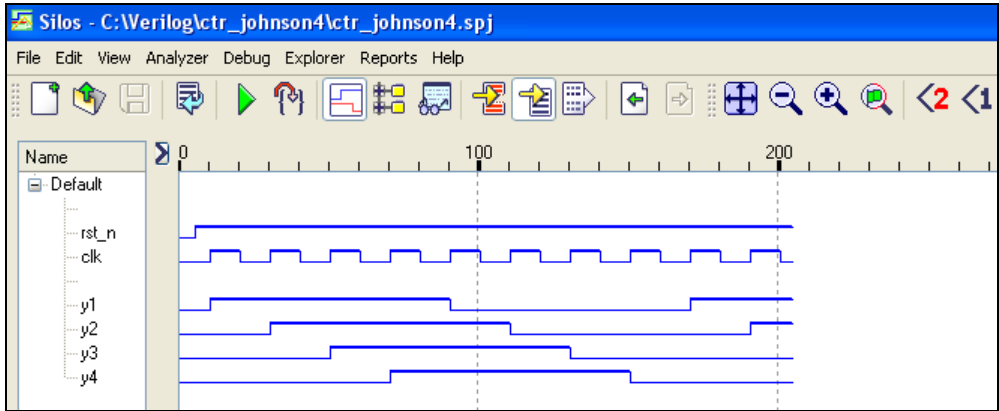 Silos - C:\Verilog\ctr_johnson4\ctr_johnson4.spj
File Edit View Analyzer Debug Explorer Reports Help
2 1
Name 0 100 200
Default
rst_n
clk
y1
y2
y3
y4